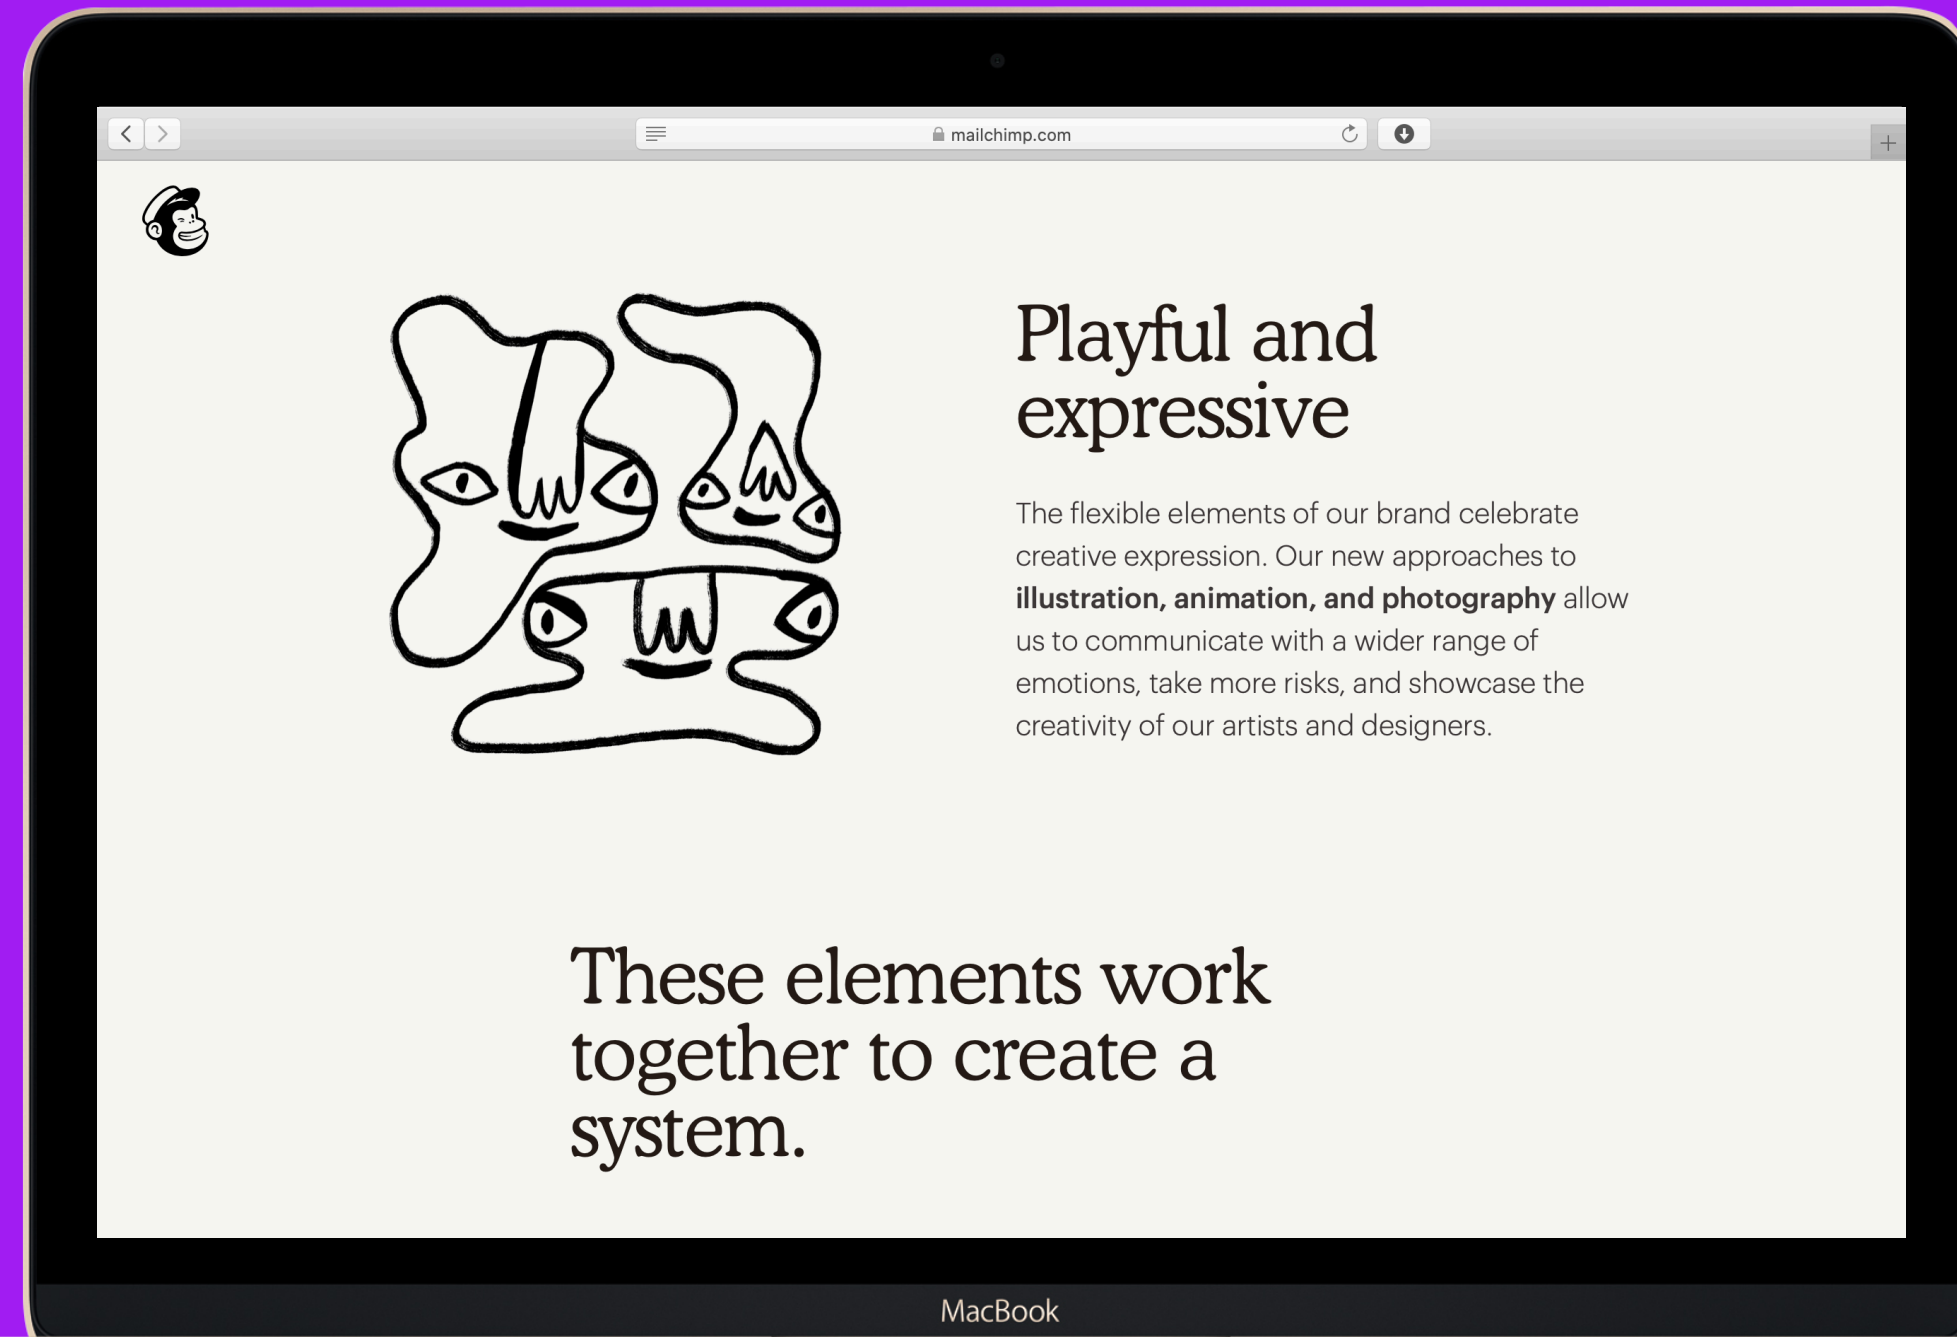 mailchimp.com
Playful and
expressive
The flexible elements of our brand celebrate
creative expression. Our new approaches to
illustration, animation, and photography allow
us to communicate with a wider range of
emotions, take more risks, and showcase the
creativity of our artists and designers.
These elements work
together to create a
system.
MacBook